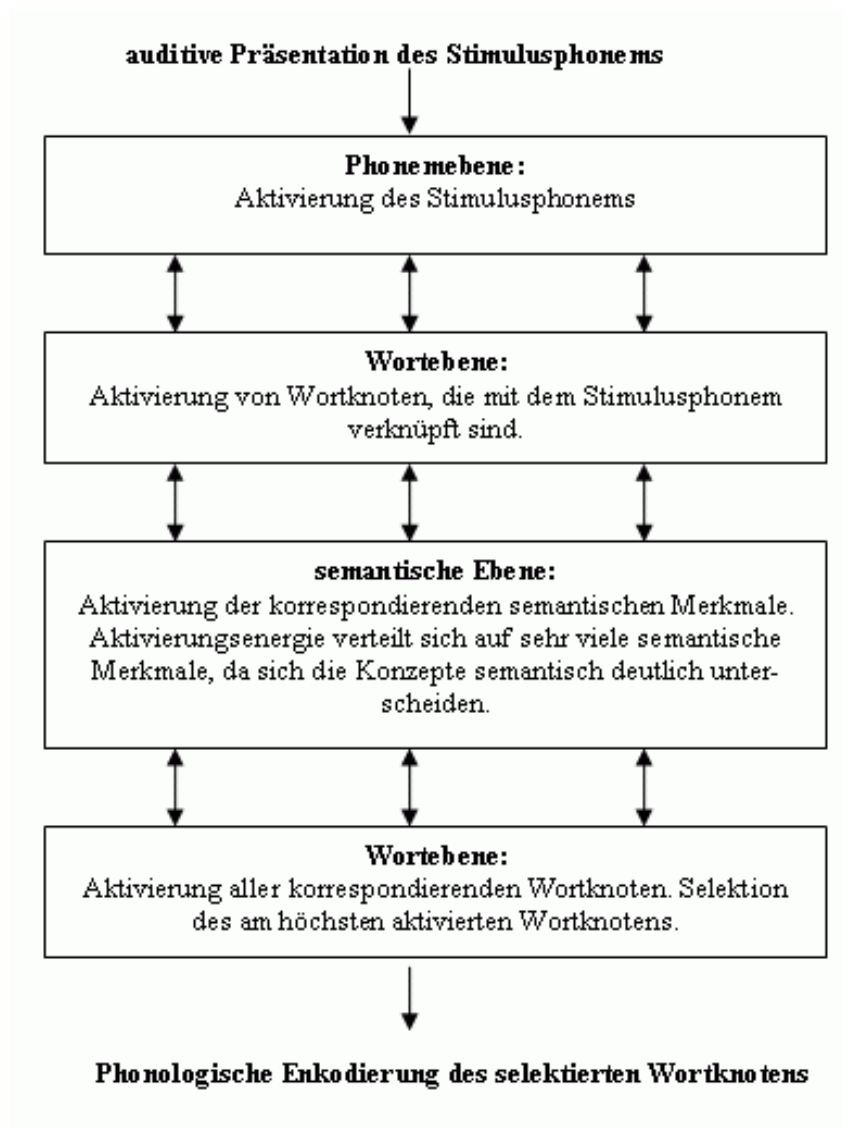 auditive Präsentation des Stimulusphonems
Phonemebene:
Aktivierung des Stimulusphonems
Wortebene:
Aktivierung von Wortknoten, die mit dem Stimulusphonem
verknüpft sind.
semantische Ebene:
Aktivierung der korrespondierenden semantischen Merkmale.
Aktivierungsenergie verteilt sich auf sehr viele semantische
Merkmale, da sich die Konzepte semantisch deutlich unter-
scheiden.
Wortebene:
Aktivierung aller korrespondierenden Wortknoten. Selektion
des am höchsten aktivierten Wortknotens.
Phonologische Enkodierung des selektierten Wortknotens